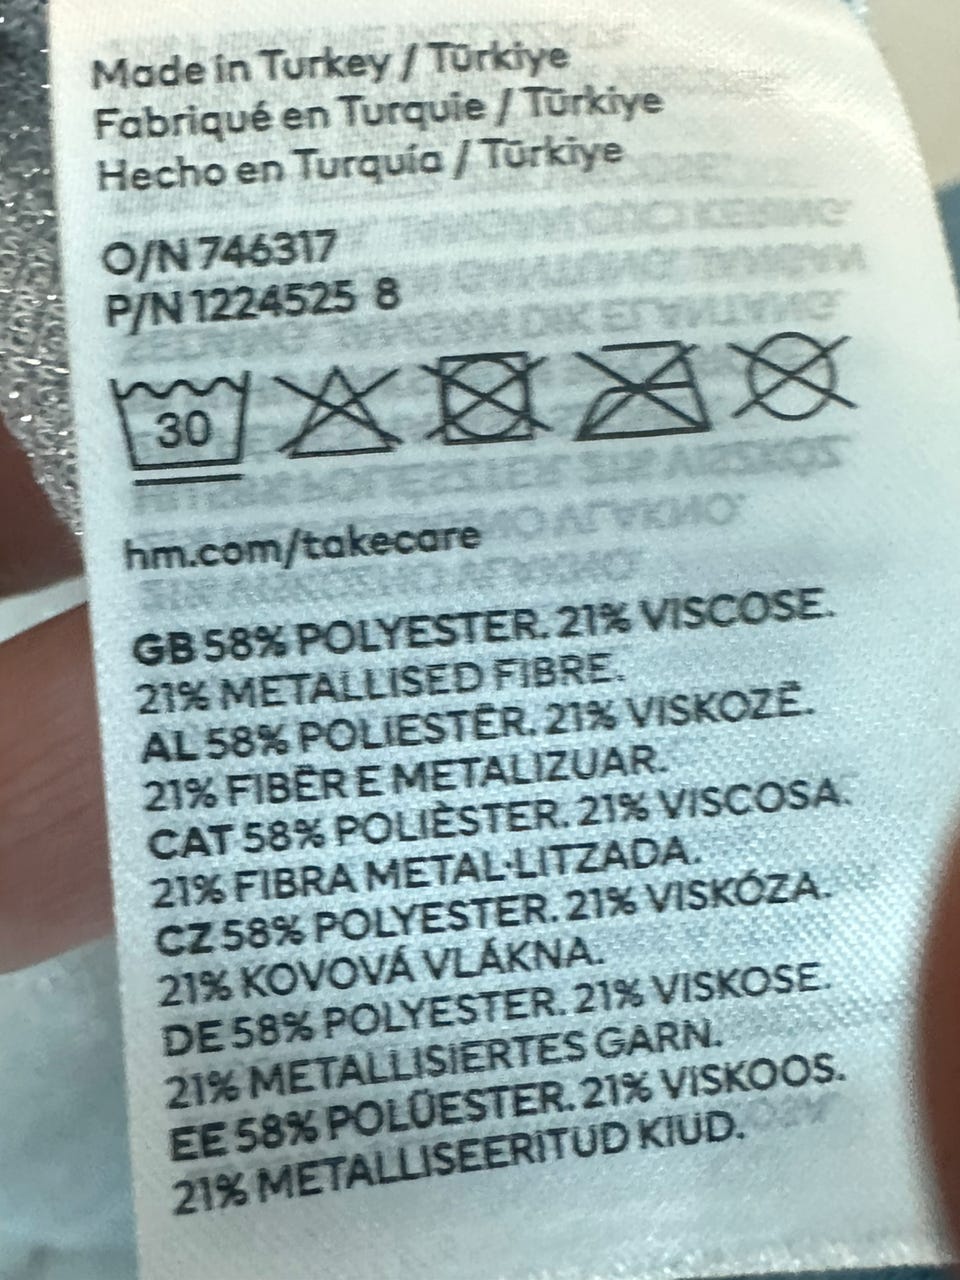 Made in Turkey / Türkiye
Fabriqué en Turquie / Türkiye
Hecho en Turquía / Türkiye
O/N 746317
P/N 1224525 8
30
hm.com/takecare
GB 58% POLYESTER. 21% VISCOSE.
21% METALLISED FIBRE.
AL 58% POLIESTËR. 21% VISKOZË.
21% FIBËR E METALIZUAR.
CAT 58% POLIÈSTER. 21% VISCOSA.
21% FIBRA METAL·LITZADA.
CZ 58% POLYESTER. 21% VISKÓZA.
21% KOVOVÁ VLÁKNA.
DE 58% POLYESTER. 21% VISKOSE.
21% METALLISIERTES GARN.
EE 58% POLÜESTER. 21% VISKOOS.
21% METALLISEERITUD KIUD.